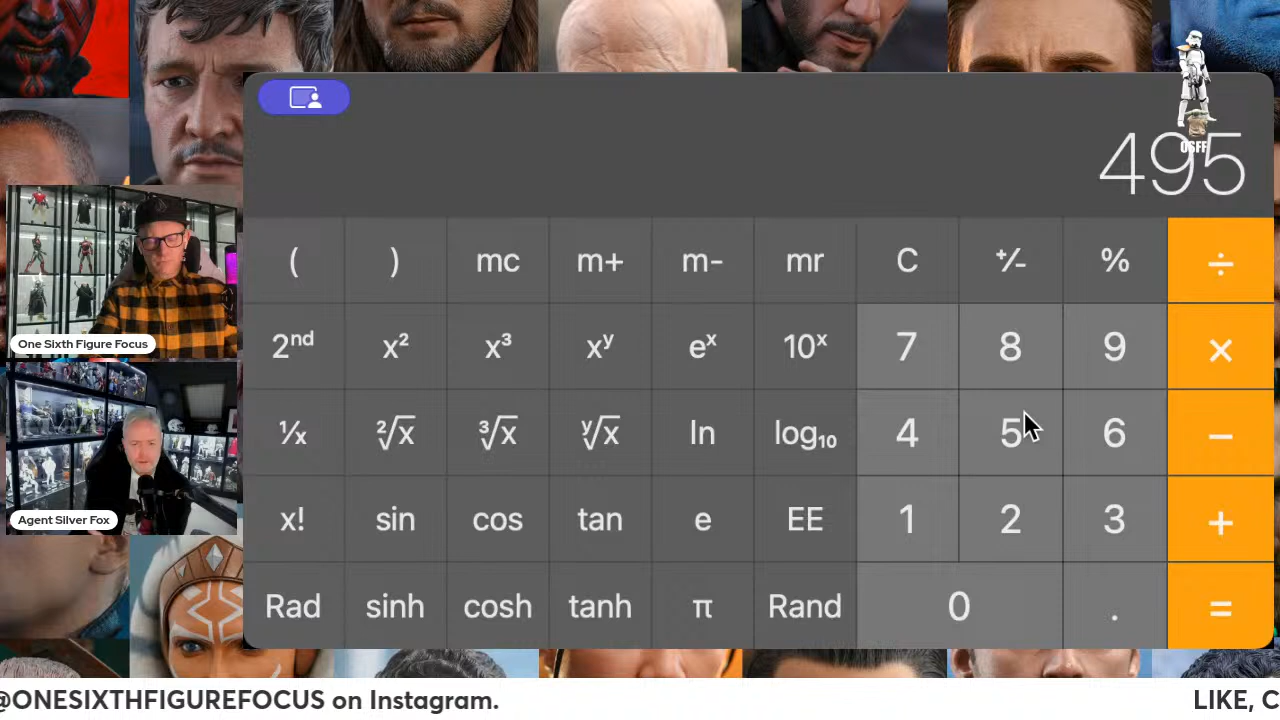 OSFF
495
( ) mc m+ m- mr C +/- % ÷
2nd x² x³ xʸ eˣ 10ˣ 7 8 9 ×
¹/x ²√x ³√x ʸ√x ln log₁₀ 4 5 6 −
x! sin cos tan e EE 1 2 3 +
Rad sinh cosh tanh π Rand 0 . =
One Sixth Figure Focus
Agent Silver Fox
@ONESIXTHFIGUREFOCUS on Instagram.
LIKE, C